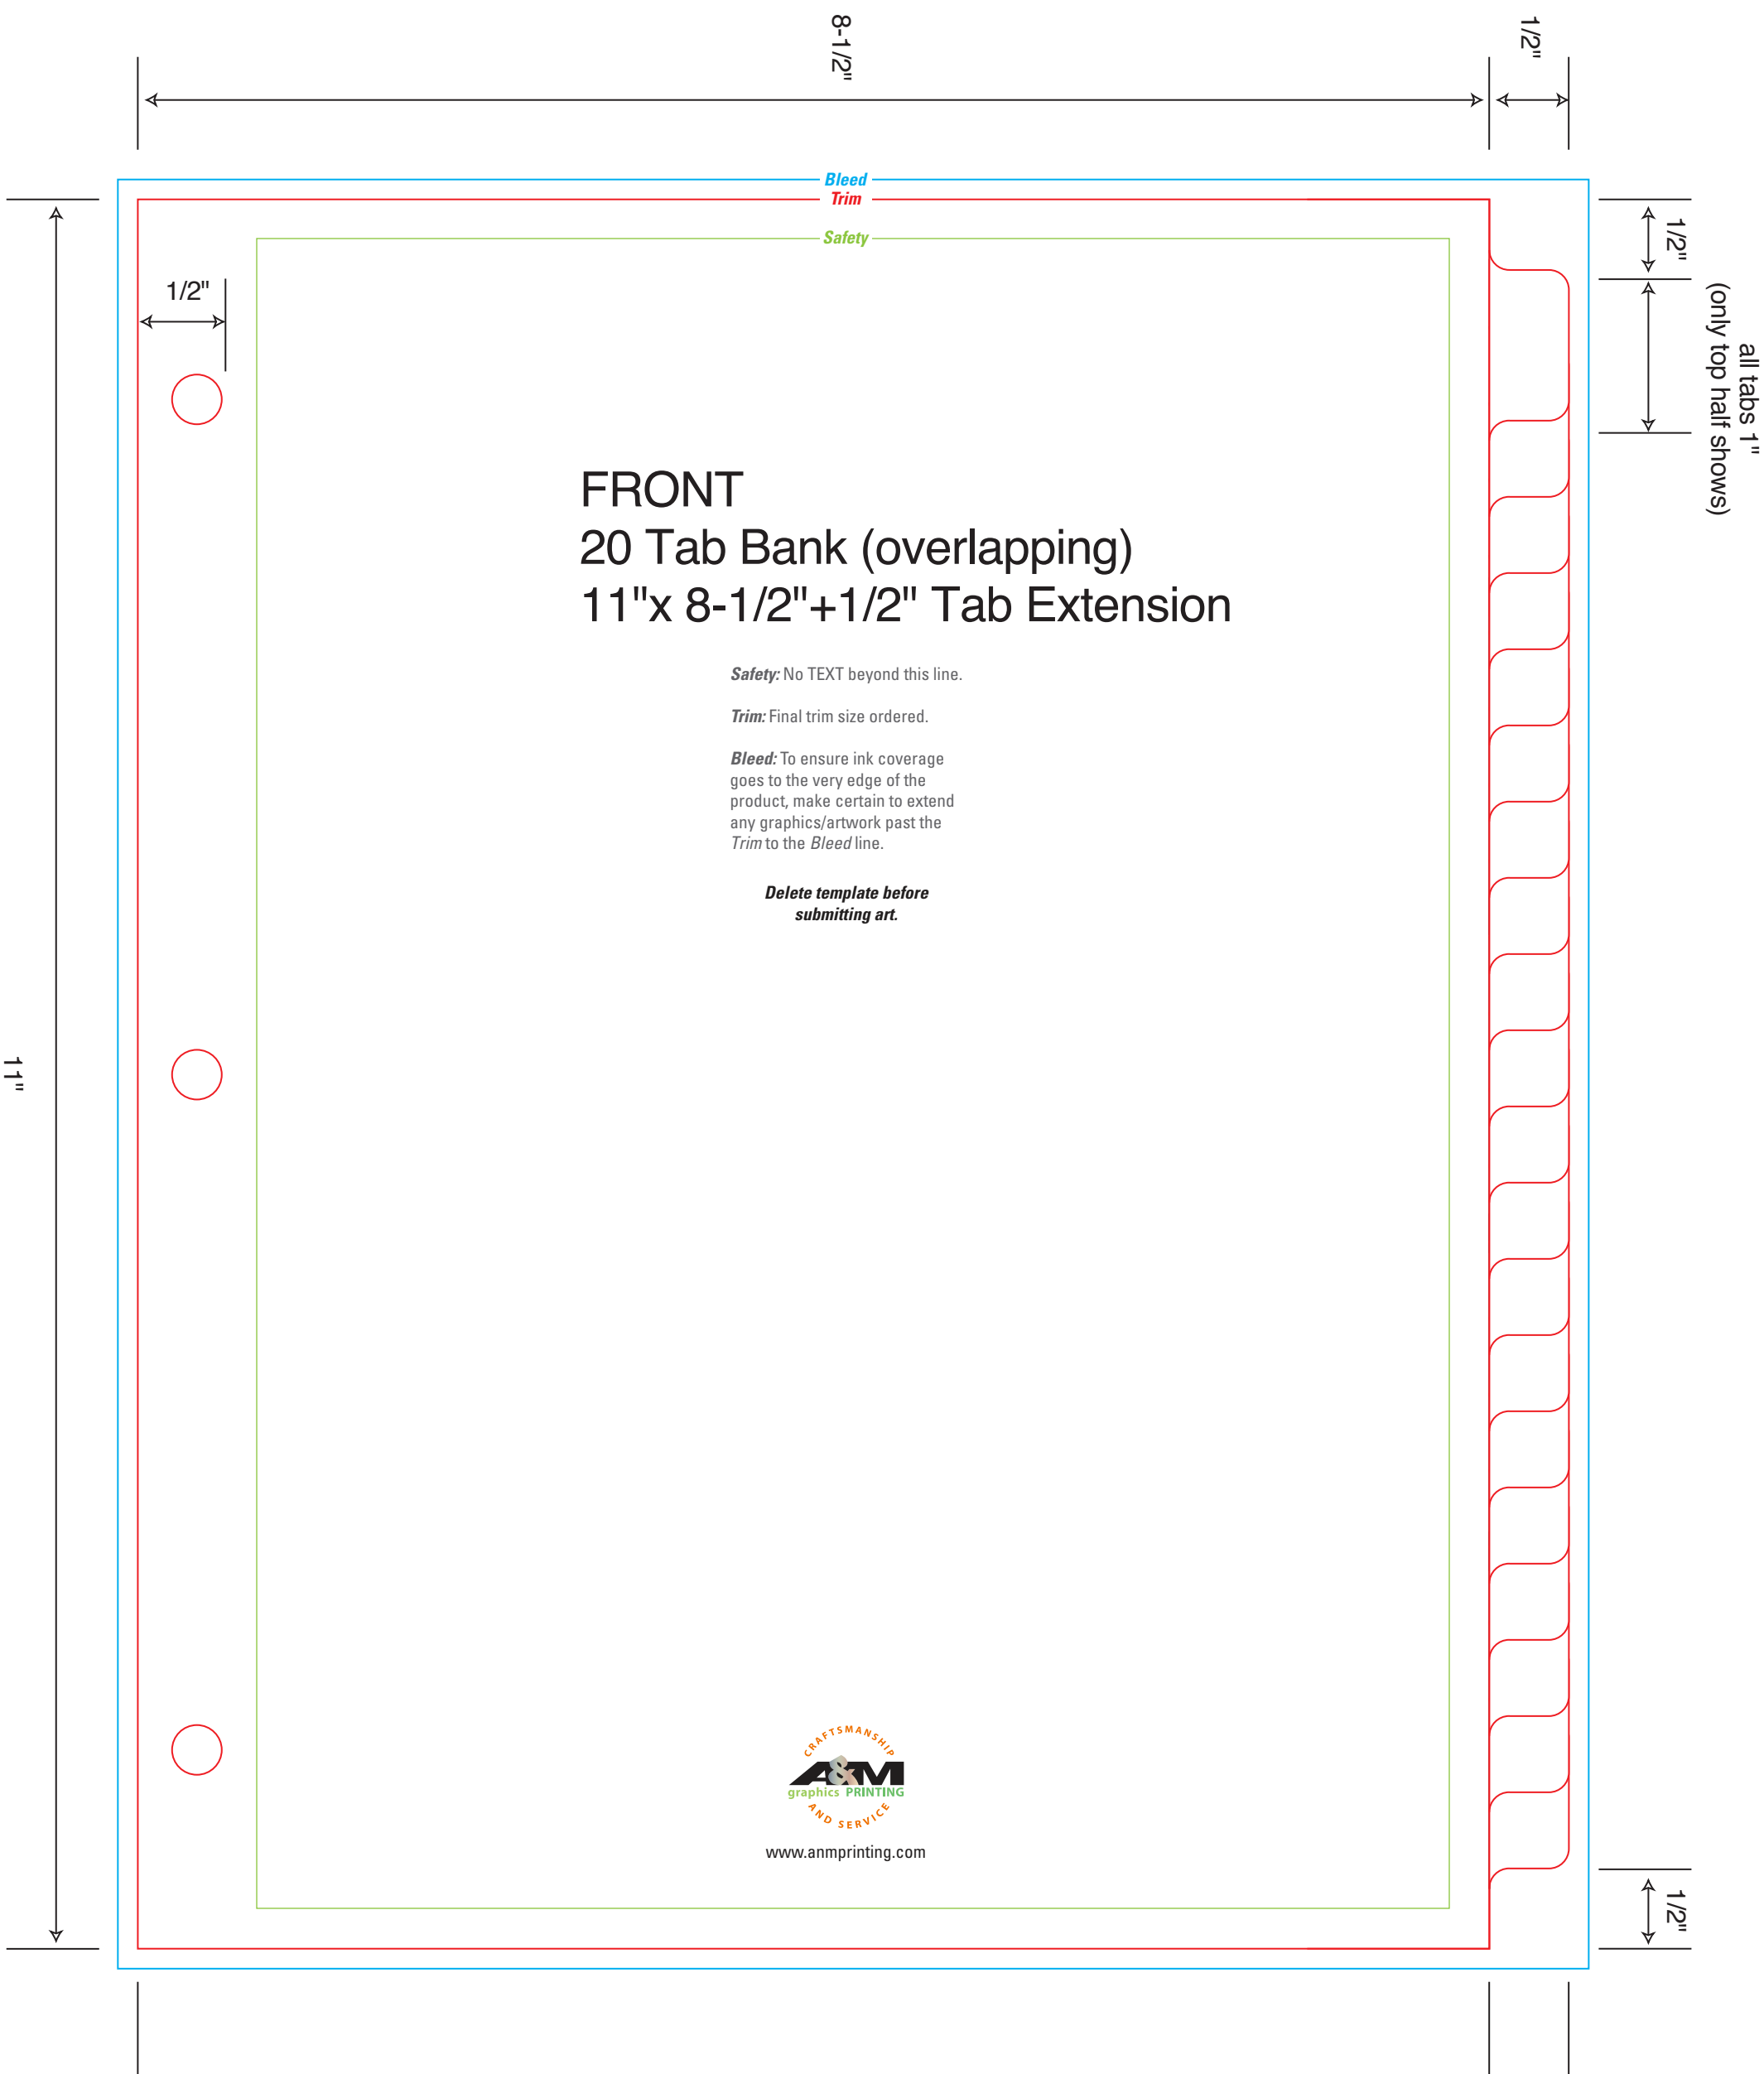 8-1/2"
1/2"
Bleed
Trim
Safety
1/2"
1/2"
all tabs 1"
(only top half shows)
FRONT
20 Tab Bank (overlapping)
11"x 8-1/2"+1/2" Tab Extension
Safety: No TEXT beyond this line.
Trim: Final trim size ordered.
Bleed: To ensure ink coverage
goes to the very edge of the
product, make certain to extend
any graphics/artwork past the
Trim to the Bleed line.
Delete template before
submitting art.
11"
CRAFTSMANSHIP
A&M
graphics PRINTING
AND SERVICE
www.anmprinting.com
1/2"